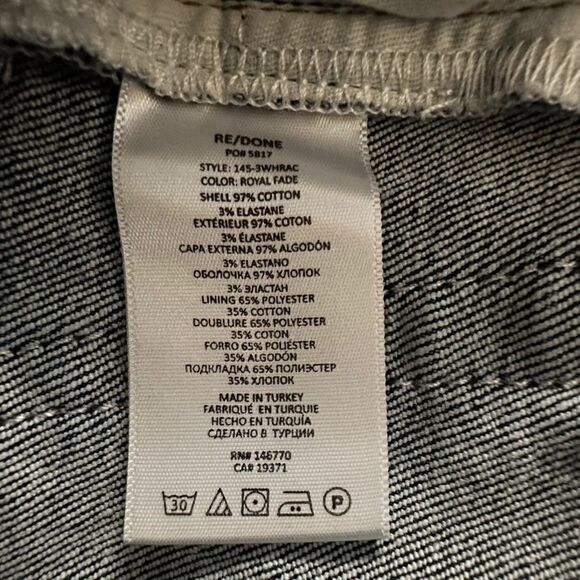 RE/DONE
PO# 5817
STYLE: 145-3WHRAC
COLOR: ROYAL FADE
SHELL 97% COTTON
3% ELASTANE
EXTÉRIEUR 97% COTON
3% ÉLASTANE
CAPA EXTERNA 97% ALGODÓN
3% ELASTANO
ОБОЛОЧКА 97% ХЛОПОК
3% ЭЛАСТАН
LINING 65% POLYESTER
35% COTTON
DOUBLURE 65% POLYESTER
35% COTON
FORRO 65% POLIÉSTER
35% ALGODÓN
ПОДКЛАДКА 65% ПОЛИЭСТЕР
35% ХЛОПОК
MADE IN TURKEY
FABRIQUÉ EN TURQUIE
HECHO EN TURQUÍA
СДЕЛАНО В ТУРЦИИ
RN# 146770
CA# 19371
30 P